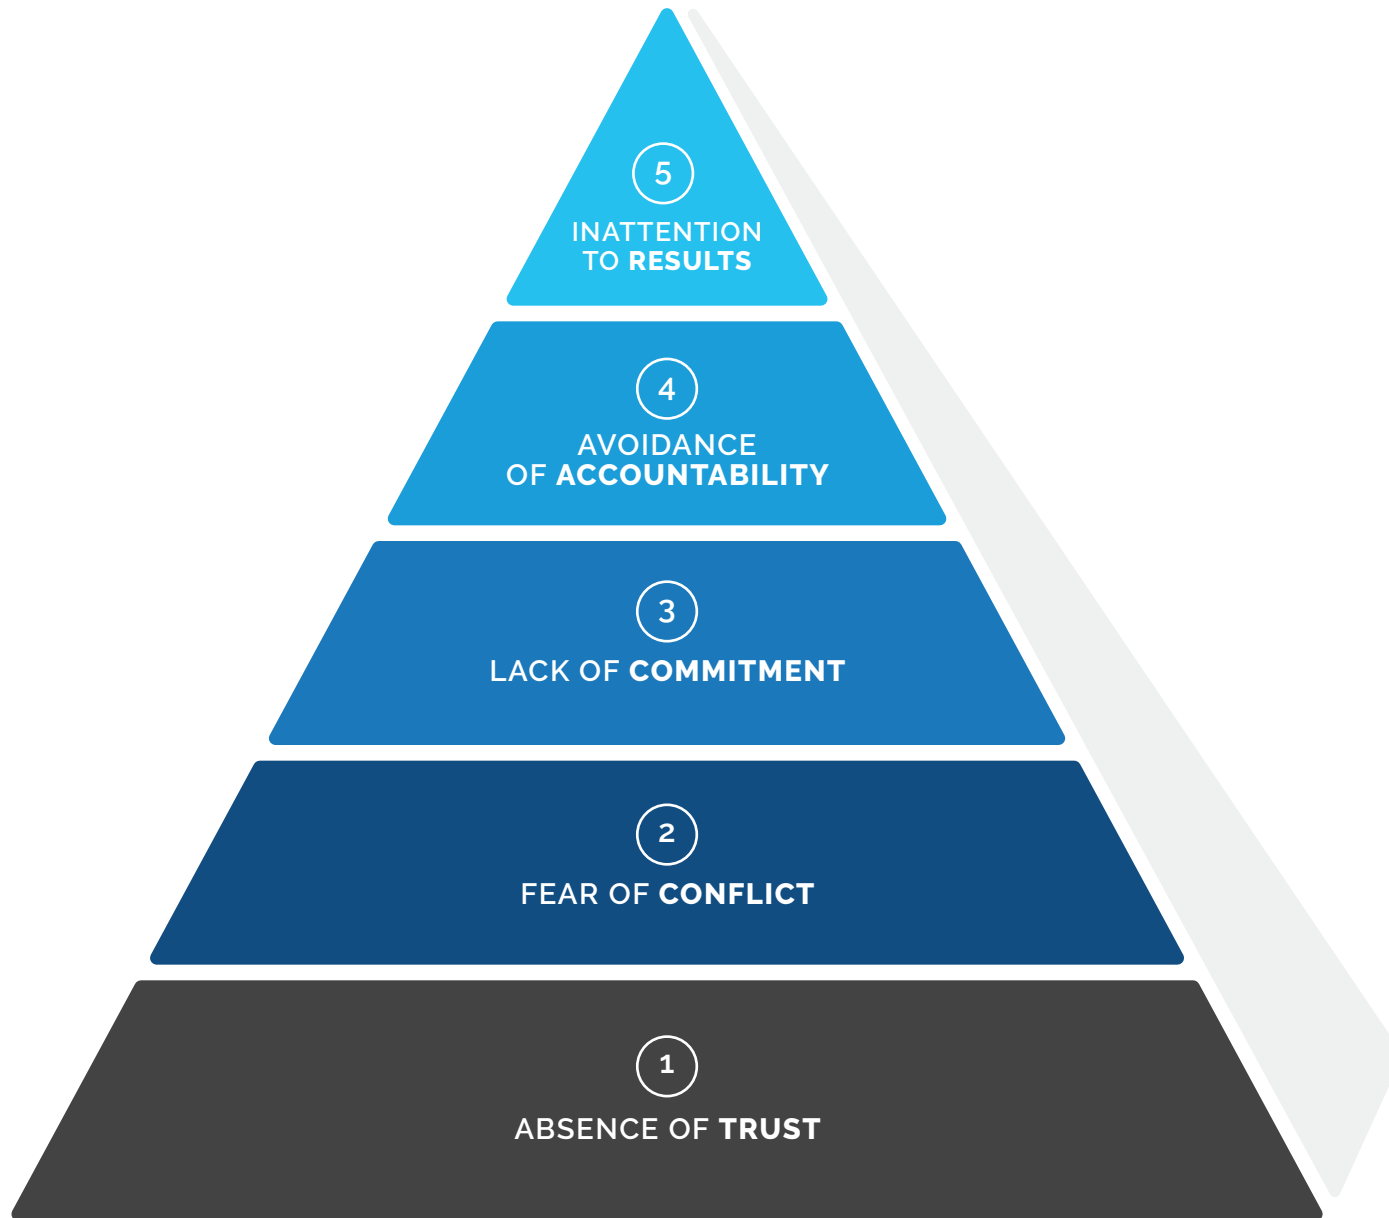 5
INATTENTION
TO RESULTS
4
AVOIDANCE
OF ACCOUNTABILITY
3
LACK OF COMMITMENT
2
FEAR OF CONFLICT
1
ABSENCE OF TRUST